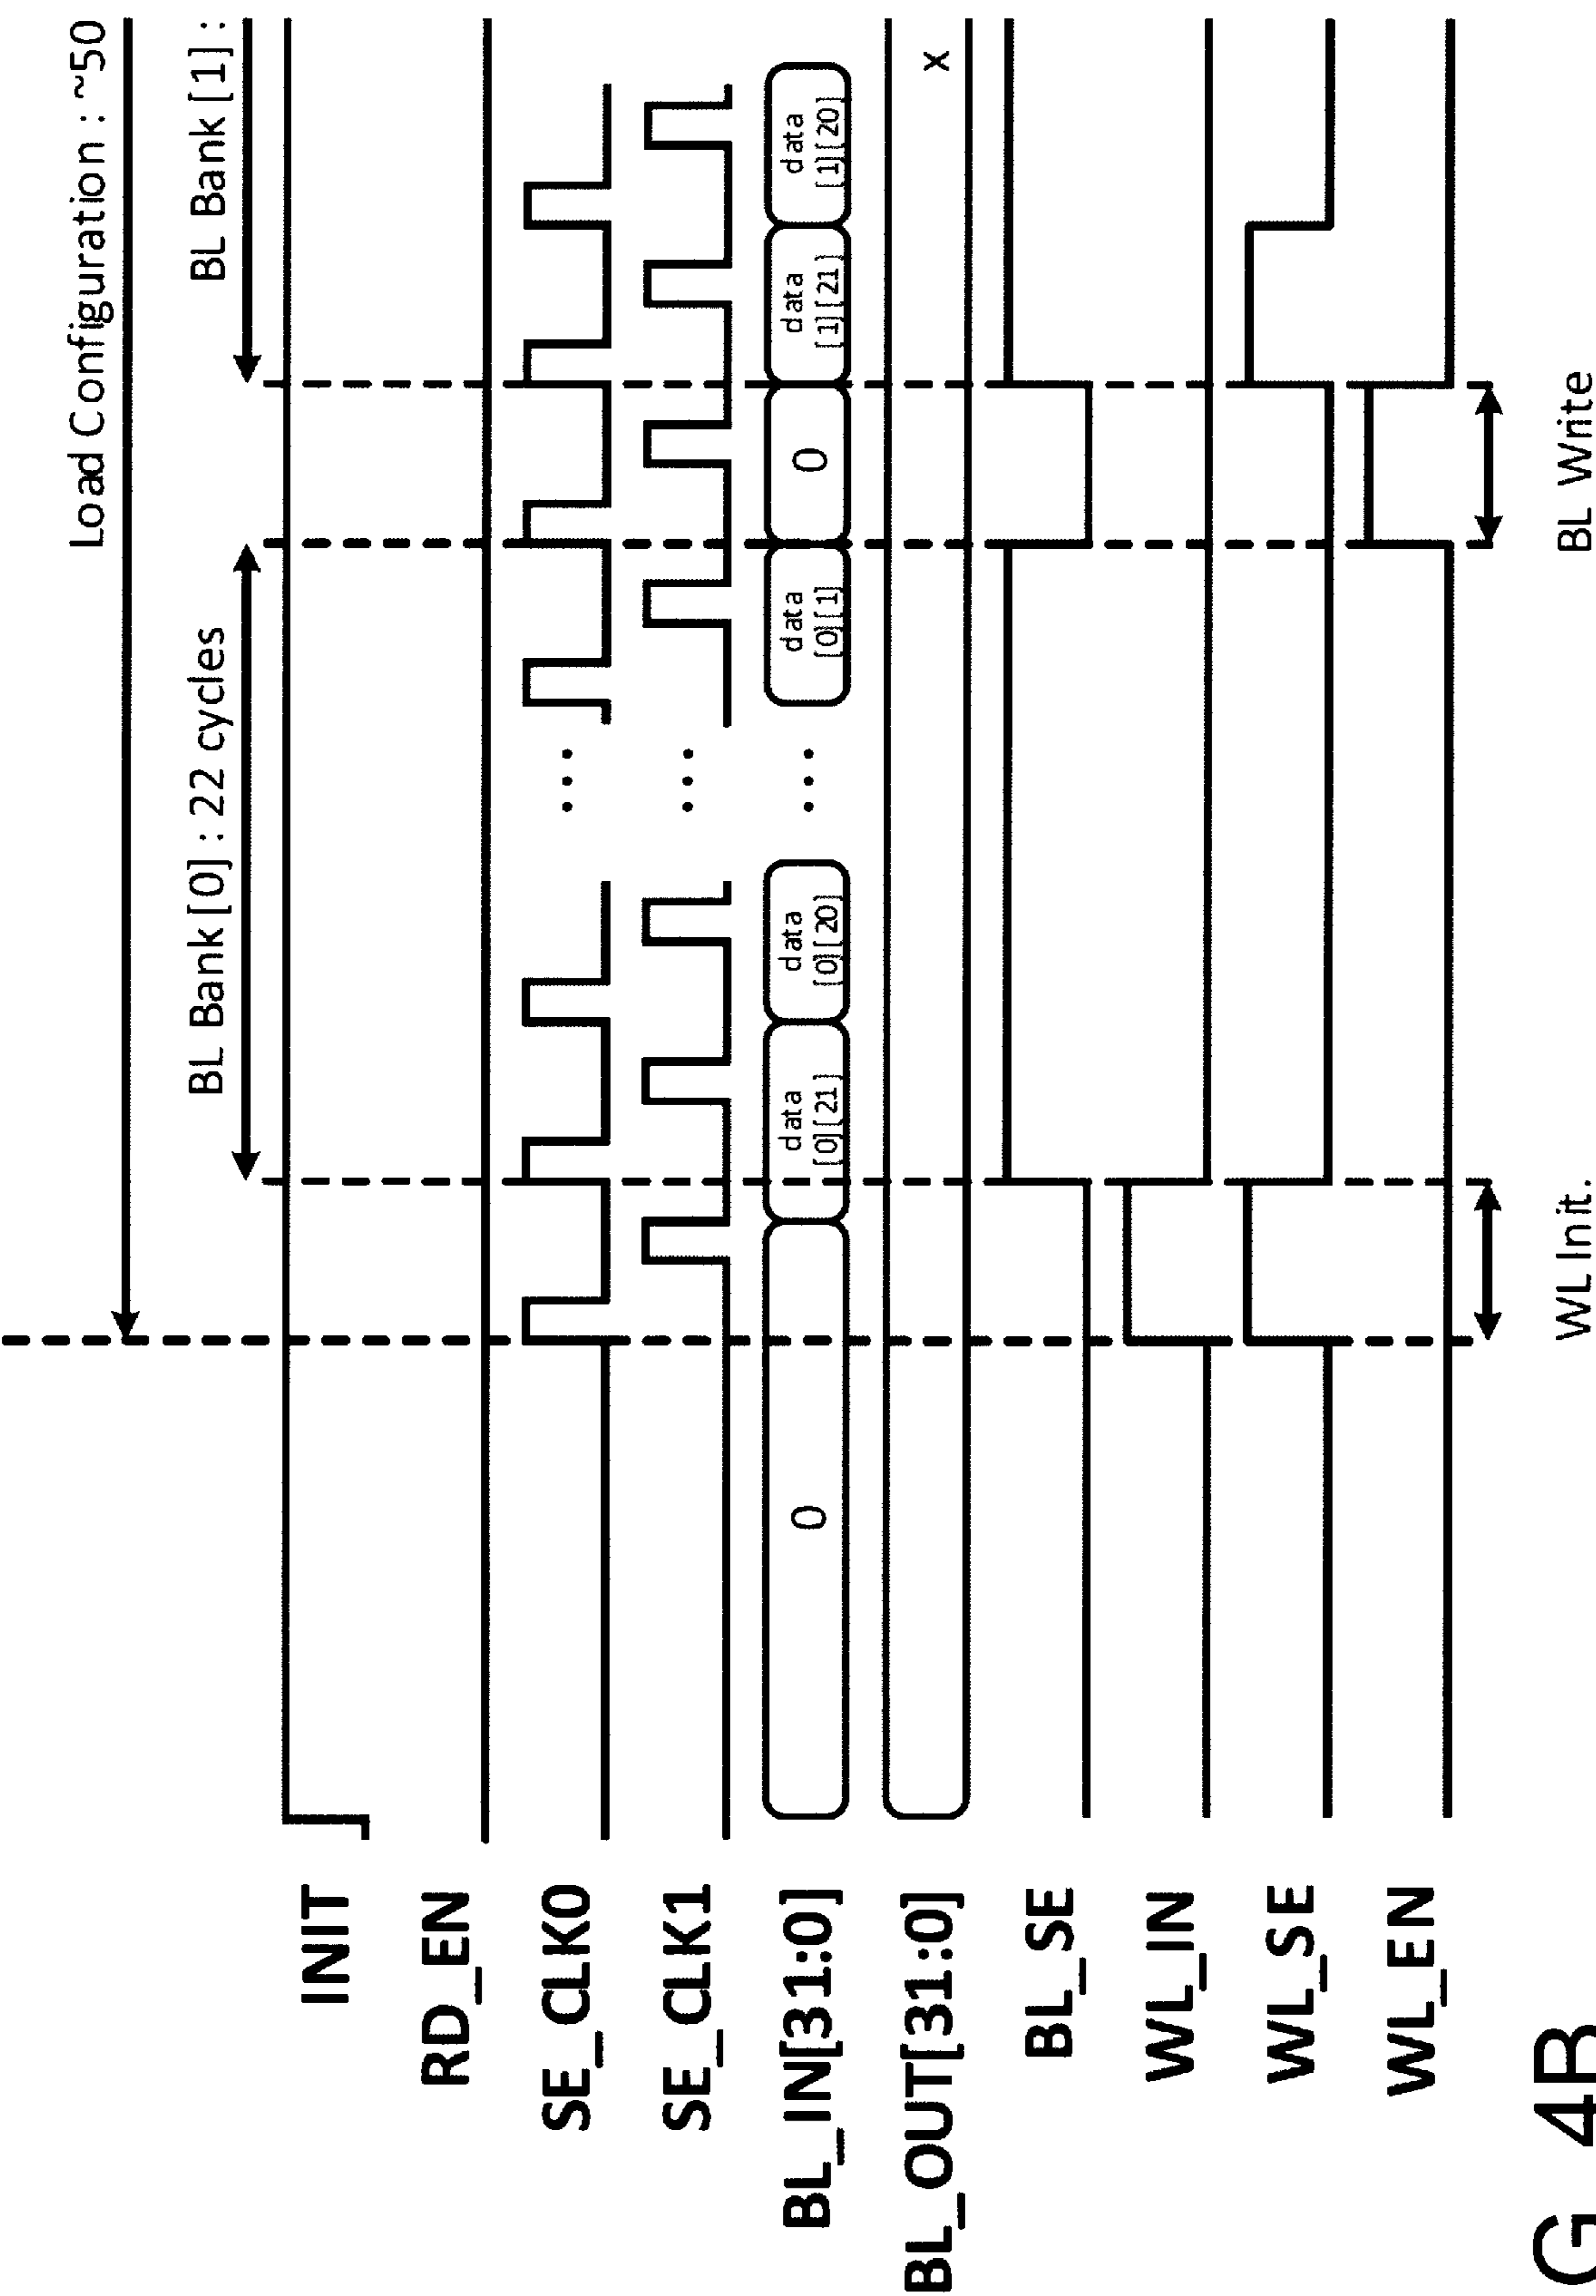 Load Configuration : ~50
BL Bank [0] : 22 cycles
BL Bank [1] :
INIT
RD_EN
SE_CLK0
...
SE_CLK1
...
BL_IN[31:0]
0
data
[0][21]
data
[0][20]
...
data
[0][1]
0
data
[1][21]
data
[1][20]
BL_OUT[31:0]
x
BL_SE
WL_IN
WL_SE
WL_EN
WL Init.
BL Write
G 4B